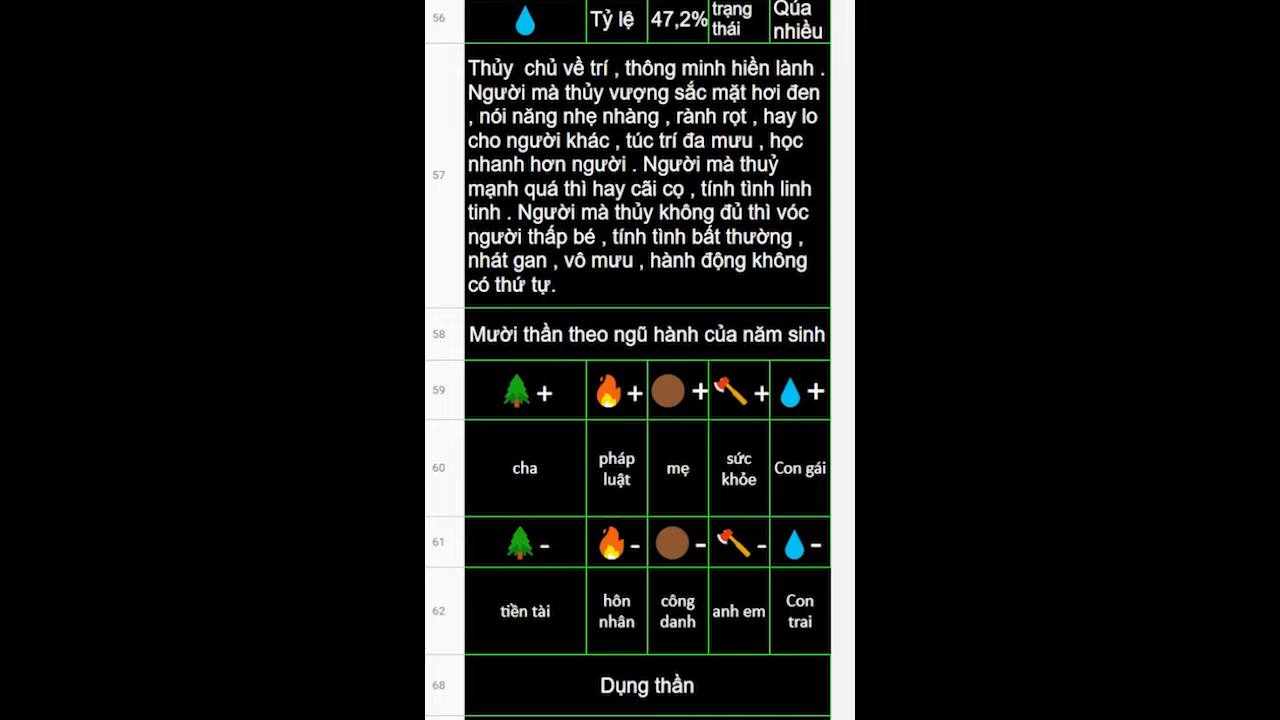 56
Tỷ lệ
47,2%
trạng
thái
Qúa
nhiều
57
Thủy chủ về trí , thông minh hiền lành .
Người mà thủy vượng sắc mặt hơi đen
, nói năng nhẹ nhàng , rành rọt , hay lo
cho người khác , túc trí đa mưu , học
nhanh hơn người . Người mà thuỷ
mạnh quá thì hay cãi cọ , tính tình linh
tinh . Người mà thủy không đủ thì vóc
người thấp bé , tính tình bất thường ,
nhát gan , vô mưu , hành động không
có thứ tự.
58
Mười thần theo ngũ hành của năm sinh
59
+ + + + +
60
cha
pháp
luật
mẹ
sức
khỏe
Con gái
61
- - - - -
62
tiền tài
hôn
nhân
công
danh
anh em
Con
trai
68
Dụng thần